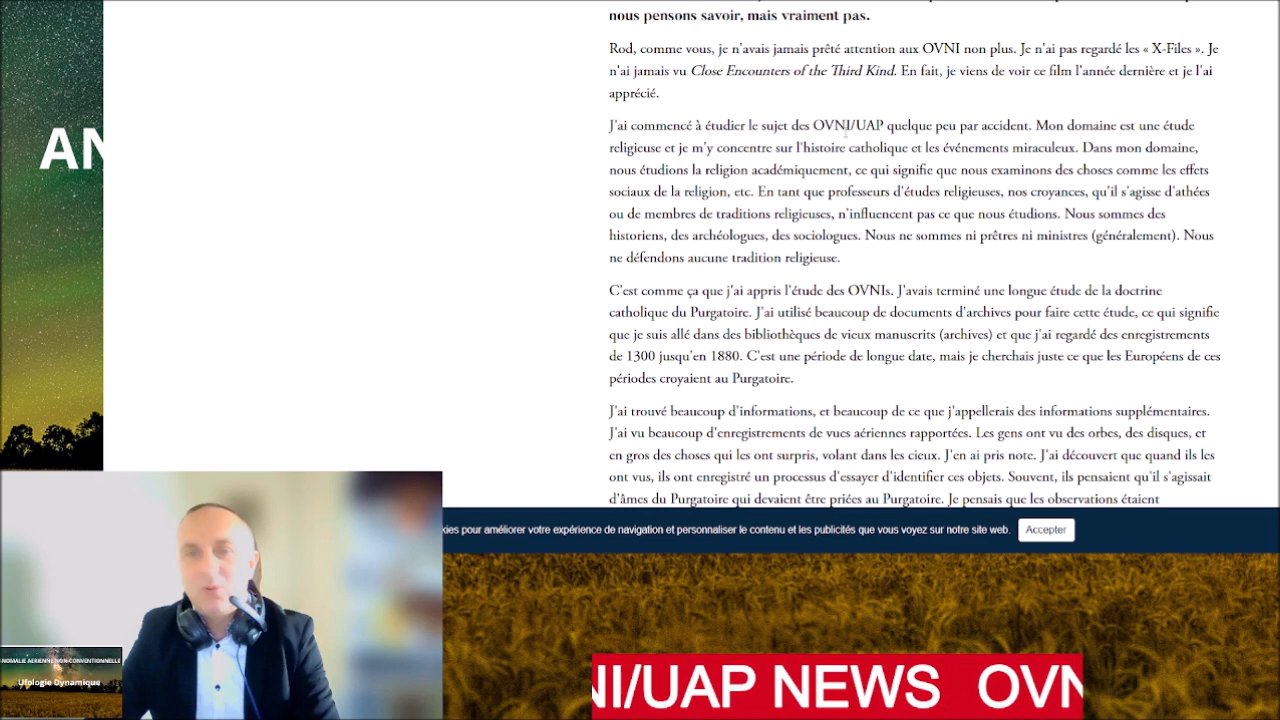 nous pensons savoir, mais vraiment pas.
Rod, comme vous, je n'avais jamais prêté attention aux OVNI non plus. Je n'ai pas regardé les « X-Files ». Je
n'ai jamais vu Close Encounters of the Third Kind. En fait, je viens de voir ce film l'année dernière et je l'ai
apprécié.
J'ai commencé à étudier le sujet des OVNI/UAP quelque peu par accident. Mon domaine est une étude
religieuse et je m'y concentre sur l'histoire catholique et les événements miraculeux. Dans mon domaine,
nous étudions la religion académiquement, ce qui signifie que nous examinons des choses comme les effets
sociaux de la religion, etc. En tant que professeurs d'études religieuses, nos croyances, qu'il s'agisse d'athées
ou de membres de traditions religieuses, n'influencent pas ce que nous étudions. Nous sommes des
historiens, des archéologues, des sociologues. Nous ne sommes ni prêtres ni ministres (généralement). Nous
ne défendons aucune tradition religieuse.
C'est comme ça que j'ai appris l'étude des OVNIs. J'avais terminé une longue étude de la doctrine
catholique du Purgatoire. J'ai utilisé beaucoup de documents d'archives pour faire cette étude, ce qui signifie
que je suis allé dans des bibliothèques de vieux manuscrits (archives) et que j'ai regardé des enregistrements
de 1300 jusqu'en 1880. C'est une période de longue date, mais je cherchais juste ce que les Européens de ces
périodes croyaient au Purgatoire.
J'ai trouvé beaucoup d'informations, et beaucoup de ce que j'appellerais des informations supplémentaires.
J'ai vu beaucoup d'enregistrements de vues aériennes rapportées. Les gens ont vu des orbes, des disques, et
en gros des choses qui les ont surpris, volant dans les cieux. J'en ai pris note. J'ai découvert que quand ils les
ont vus, ils ont enregistré un processus d'essayer d'identifier ces objets. Souvent, ils pensaient qu'il s'agissait
d'âmes du Purgatoire qui devaient être priées au Purgatoire. Je pensais que les observations étaient
kies pour améliorer votre expérience de navigation et personnaliser le contenu et les publicités que vous voyez sur notre site web.
Accepter
AN
NOMALIE AERIENNE NON-CONVENTIONNELLE
Ufologie Dynamique
NI/UAP NEWS OVN